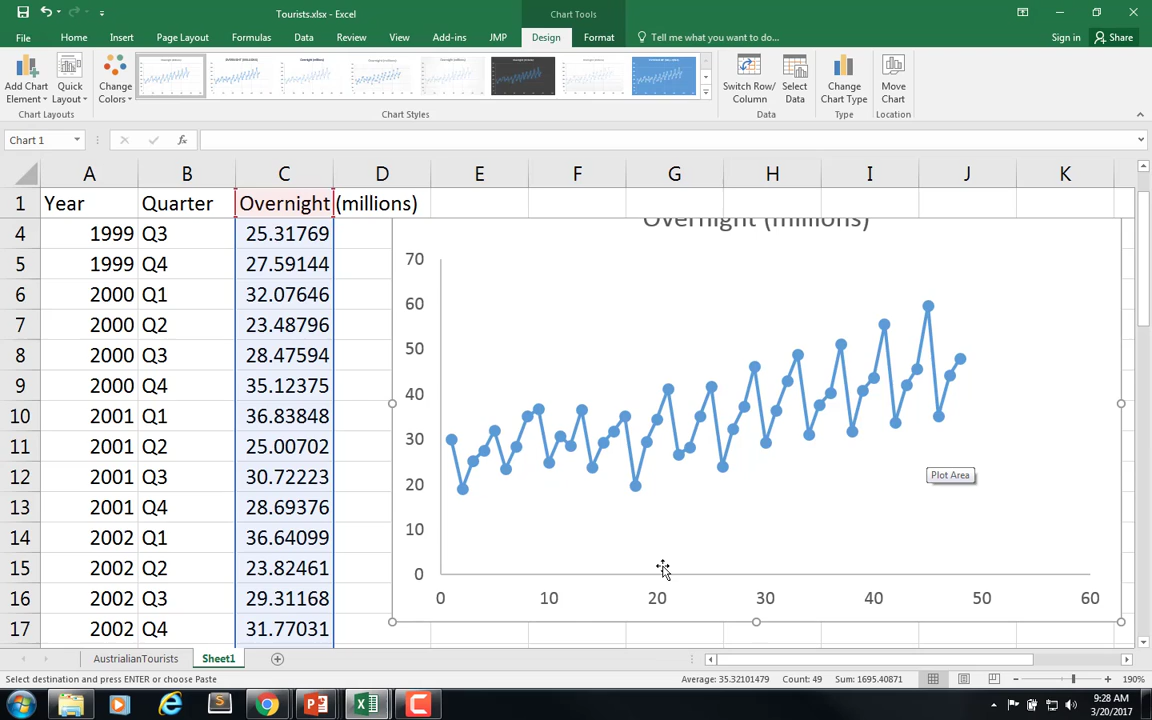 Tourists.xlsx - Excel
Chart Tools
File Home Insert Page Layout Formulas Data Review View Add-ins JMP Design Format Tell me what you want to do... Sign in Share
Add Chart Element
Quick Layout
Change Colors
Switch Row/ Column
Select Data
Change Chart Type
Move Chart
Chart Layouts Chart Styles Data Type Location
Chart 1 fx
A B C D E F G H I J K
1 Year Quarter Overnight (millions)
4 1999 Q3 25.31769
5 1999 Q4 27.59144
6 2000 Q1 32.07646
7 2000 Q2 23.48796
8 2000 Q3 28.47594
9 2000 Q4 35.12375
10 2001 Q1 36.83848
11 2001 Q2 25.00702
12 2001 Q3 30.72223
13 2001 Q4 28.69376
14 2002 Q1 36.64099
15 2002 Q2 23.82461
16 2002 Q3 29.31168
17 2002 Q4 31.77031
Overnight (millions)
70
60
50
40
30
20
10
0
0 10 20 30 40 50 60
Plot Area
AustrialianTourists Sheet1
Select destination and press ENTER or choose Paste Average: 35.32101479 Count: 49 Sum: 1695.40871 190%
9:28 AM
3/20/2017